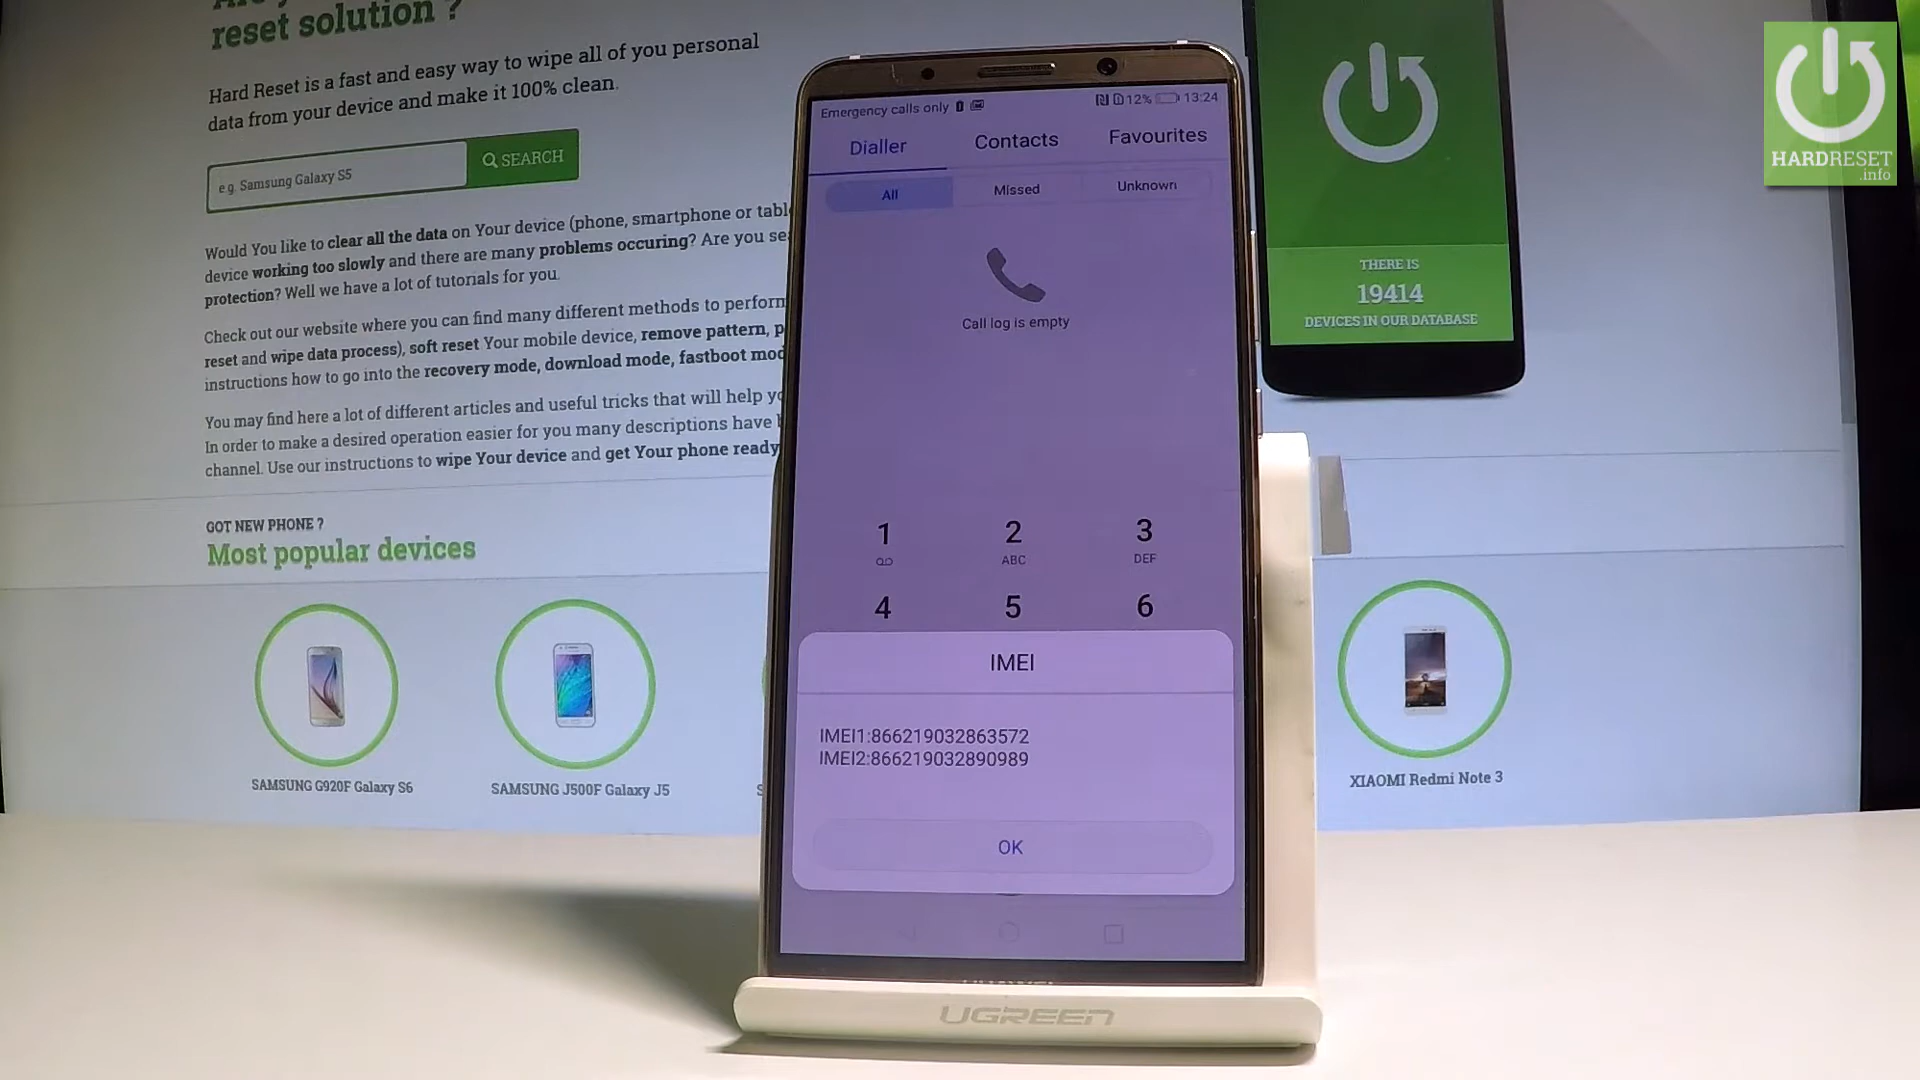 reset solution ?
Hard Reset is a fast and easy way to wipe all of you personal
data from your device and make it 100% clean.
e.g. Samsung Galaxy S5
SEARCH
Would You like to clear all the data on Your device (phone, smartphone or
device working too slowly and there are many problems occuring? Are you
protection? Well we have a lot of tutorials for you.
Check out our website where you can find many different methods to
reset and wipe data process), soft reset Your mobile device, remove pattern,
instructions how to go into the recovery mode, download mode, fastboot
You may find here a lot of different articles and useful tricks that will help
In order to make a desired operation easier for you many descriptions have
channel. Use our instructions to wipe Your device and get Your phone ready
GOT NEW PHONE ?
Most popular devices
SAMSUNG G920F Galaxy S6
SAMSUNG J500F Galaxy J5
XIAOMI Redmi Note 3
THERE IS
19414
DEVICES IN OUR DATABASE
HARDRESET
.info
Emergency calls only
12% 13:24
Dialler
Contacts
Favourites
All
Missed
Unknown
Call log is empty
1
2
ABC
3
DEF
4
5
6
IMEI
IMEI1:866219032863572
IMEI2:866219032890989
OK
UGREEN